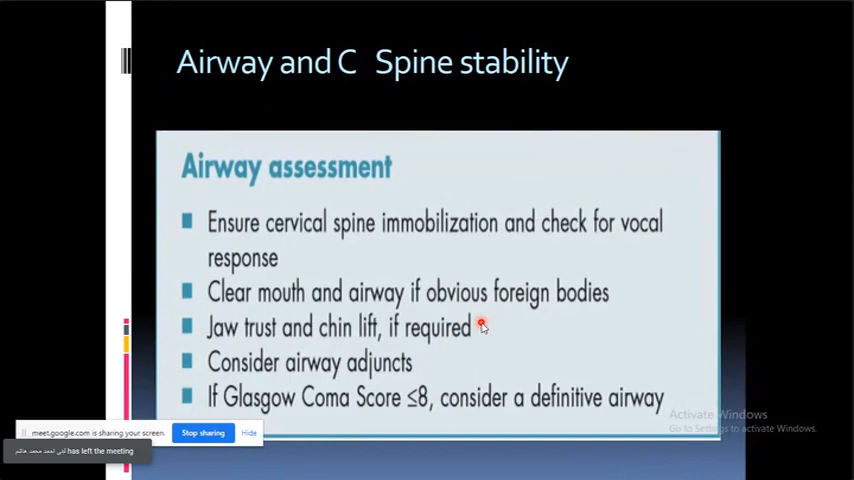 Airway and C Spine stability
Airway assessment
Ensure cervical spine immobilization and check for vocal
response
Clear mouth and airway if obvious foreign bodies
Jaw trust and chin lift, if required
Consider airway adjuncts
If Glasgow Coma Score ≤8, consider a definitive airway
Activate Windows
Go to Settings to activate Windows.
meet.google.com is sharing your screen.
Stop sharing
Hide
احمد محمد هاشم has left the meeting